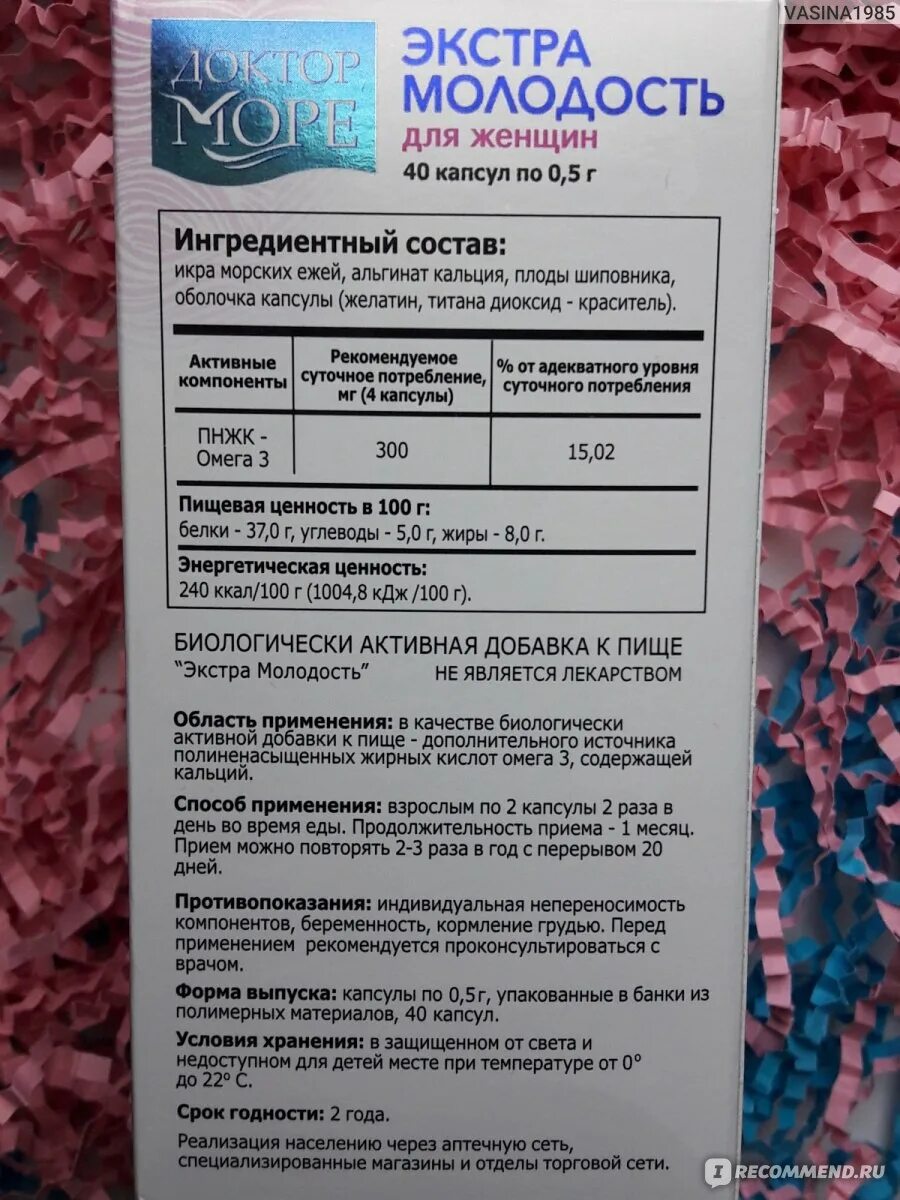 VASINA1985
ДОКТОР
МОРЕ
ЭКСТРА
МОЛОДОСТЬ
для женщин
40 капсул по 0,5 г
Ингредиентный состав:
икра морских ежей, альгинат кальция, плоды шиповника,
оболочка капсулы (желатин, титана диоксид - краситель).
Активные
компоненты
Рекомендуемое
суточное потребление,
мг (4 капсулы)
% от адекватного уровня
суточного потребления
ПНЖК -
Омега 3
300
15,02
Пищевая ценность в 100 г:
белки - 37,0 г, углеводы - 5,0 г, жиры - 8,0 г.
Энергетическая ценность:
240 ккал/100 г (1004,8 кДж /100 г).
БИОЛОГИЧЕСКИ АКТИВНАЯ ДОБАВКА К ПИЩЕ
"Экстра Молодость" НЕ ЯВЛЯЕТСЯ ЛЕКАРСТВОМ
Область применения: в качестве биологически
активной добавки к пище - дополнительного источника
полиненасыщенных жирных кислот омега 3, содержащей
кальций.
Способ применения: взрослым по 2 капсулы 2 раза в
день во время еды. Продолжительность приема - 1 месяц.
Прием можно повторять 2-3 раза в год с перерывом 20
дней.
Противопоказания: индивидуальная непереносимость
компонентов, беременность, кормление грудью. Перед
применением рекомендуется проконсультироваться с
врачом.
Форма выпуска: капсулы по 0,5г, упакованные в банки из
полимерных материалов, 40 капсул.
Условия хранения: в защищенном от света и
недоступном для детей месте при температуре от 0°
до 22° С.
Срок годности: 2 года.
Реализация населению через аптечную сеть,
специализированные магазины и отделы торговой сети.
I RECOMMEND.RU